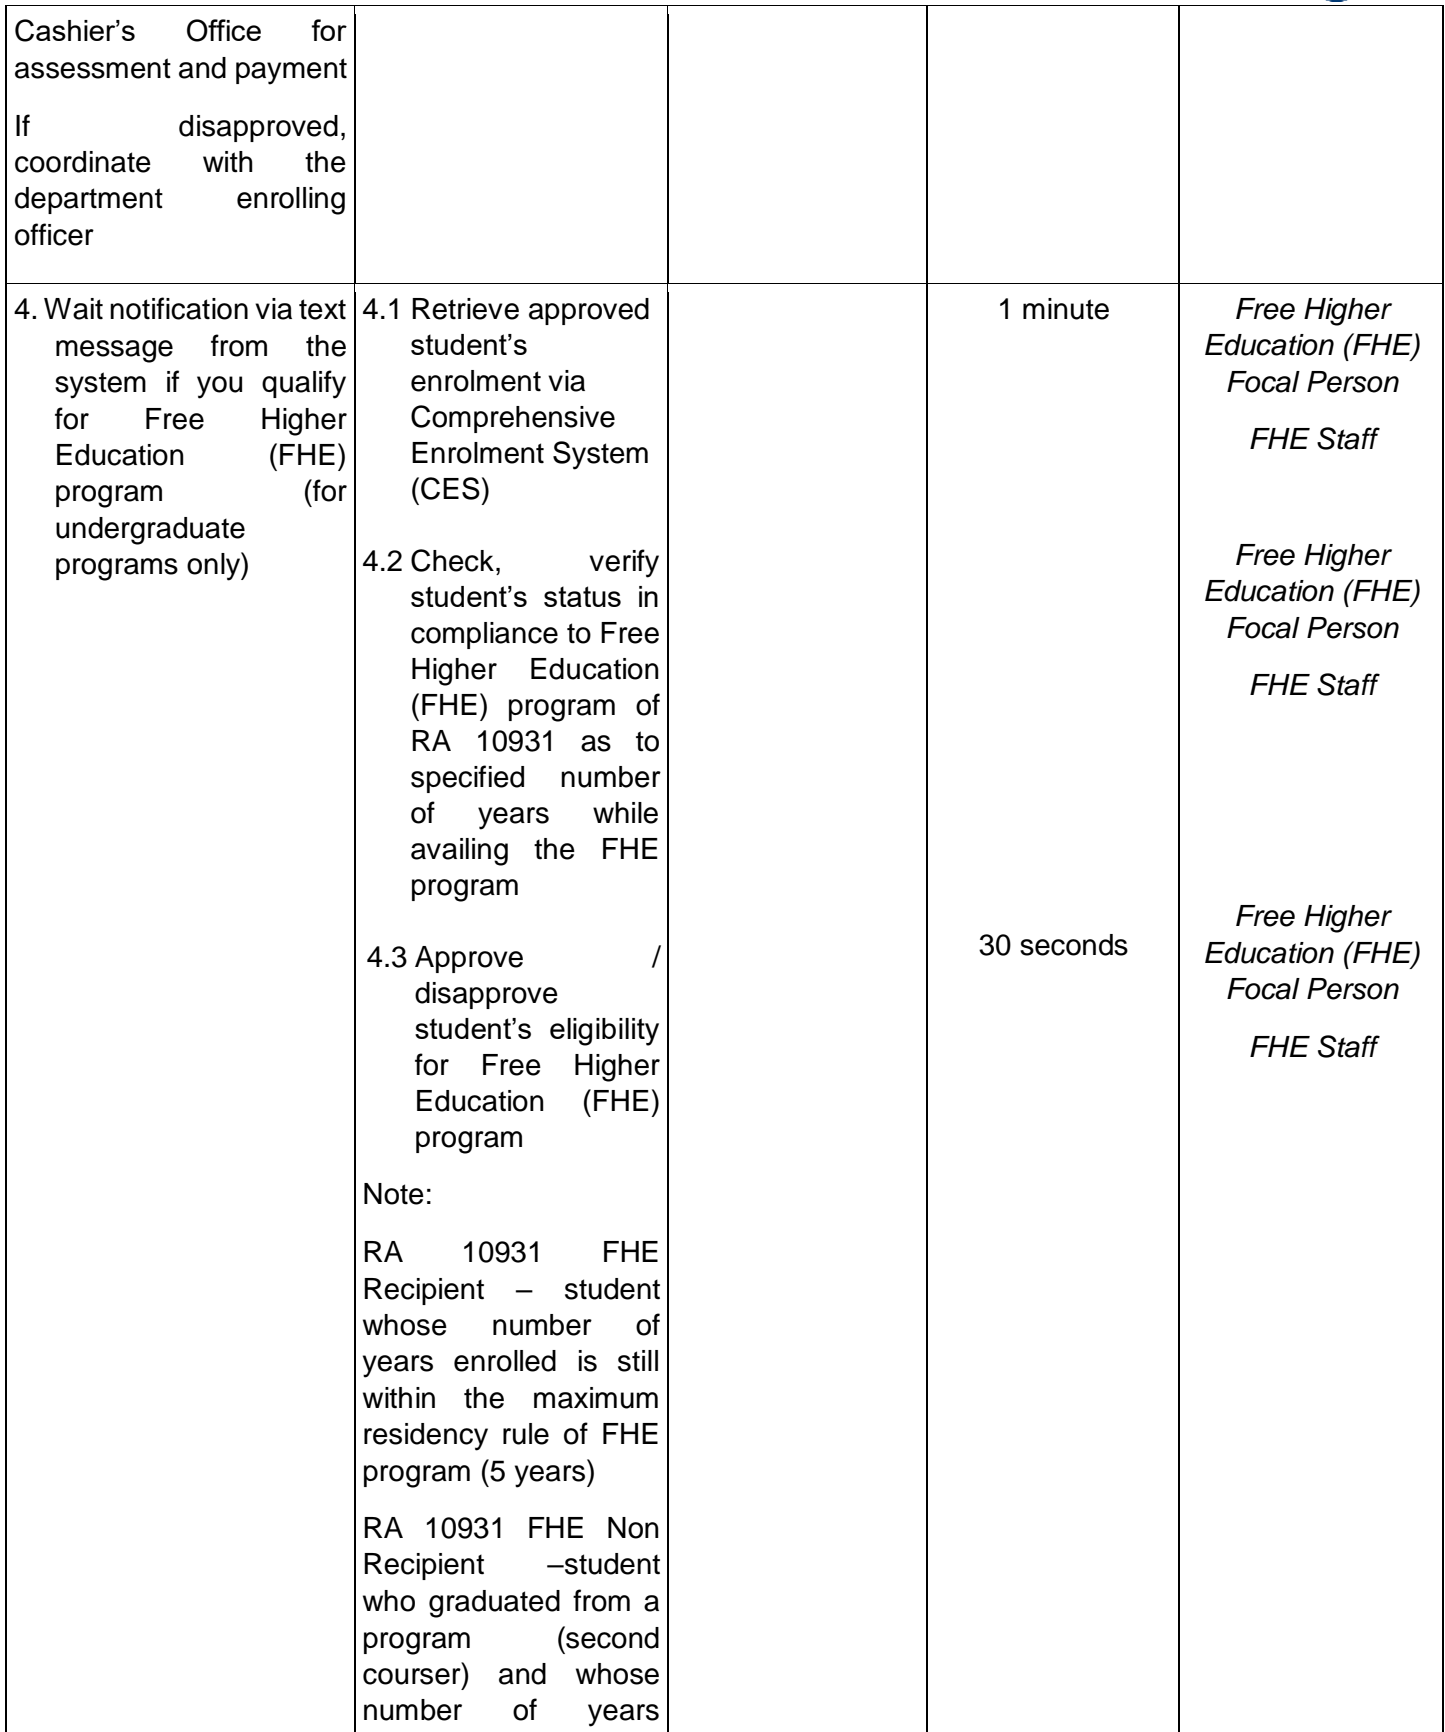 Cashier’s Office for
assessment and payment
If disapproved,
coordinate with the
department enrolling
officer
4. Wait notification via text
message from the
system if you qualify
for Free Higher
Education (FHE)
program (for
undergraduate
programs only)
4.1 Retrieve approved
student’s
enrolment via
Comprehensive
Enrolment System
(CES)
4.2 Check, verify
student’s status in
compliance to Free
Higher Education
(FHE) program of
RA 10931 as to
specified number
of years while
availing the FHE
program
4.3 Approve /
disapprove
student’s eligibility
for Free Higher
Education (FHE)
program
Note:
RA 10931 FHE
Recipient – student
whose number of
years enrolled is still
within the maximum
residency rule of FHE
program (5 years)
RA 10931 FHE Non
Recipient –student
who graduated from a
program (second
courser) and whose
number of years
1 minute
30 seconds
Free Higher
Education (FHE)
Focal Person
FHE Staff
Free Higher
Education (FHE)
Focal Person
FHE Staff
Free Higher
Education (FHE)
Focal Person
FHE Staff